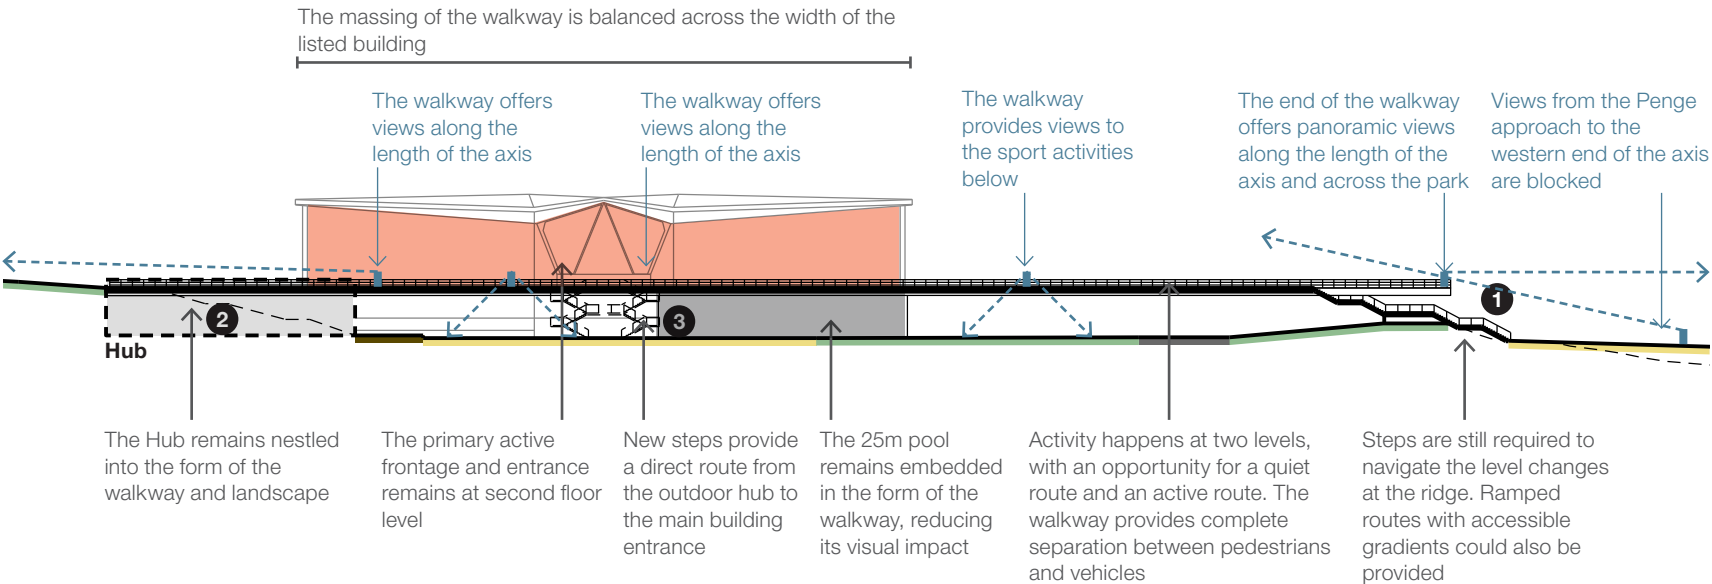 The massing of the walkway is balanced across the width of the
listed building
The walkway offers
views along the
length of the axis
The walkway offers
views along the
length of the axis
The walkway
provides views to
the sport activities
below
The end of the walkway
offers panoramic views
along the length of the
axis and across the park
Views from the Penge
approach to the
western end of the axis
are blocked
1
2
3
Hub
The Hub remains nestled
into the form of the
walkway and landscape
The primary active
frontage and entrance
remains at second floor
level
New steps provide
a direct route from
the outdoor hub to
the main building
entrance
The 25m pool
remains embedded
in the form of the
walkway, reducing
its visual impact
Activity happens at two levels,
with an opportunity for a quiet
route and an active route. The
walkway provides complete
separation between pedestrians
and vehicles
Steps are still required to
navigate the level changes
at the ridge. Ramped
routes with accessible
gradients could also be
provided